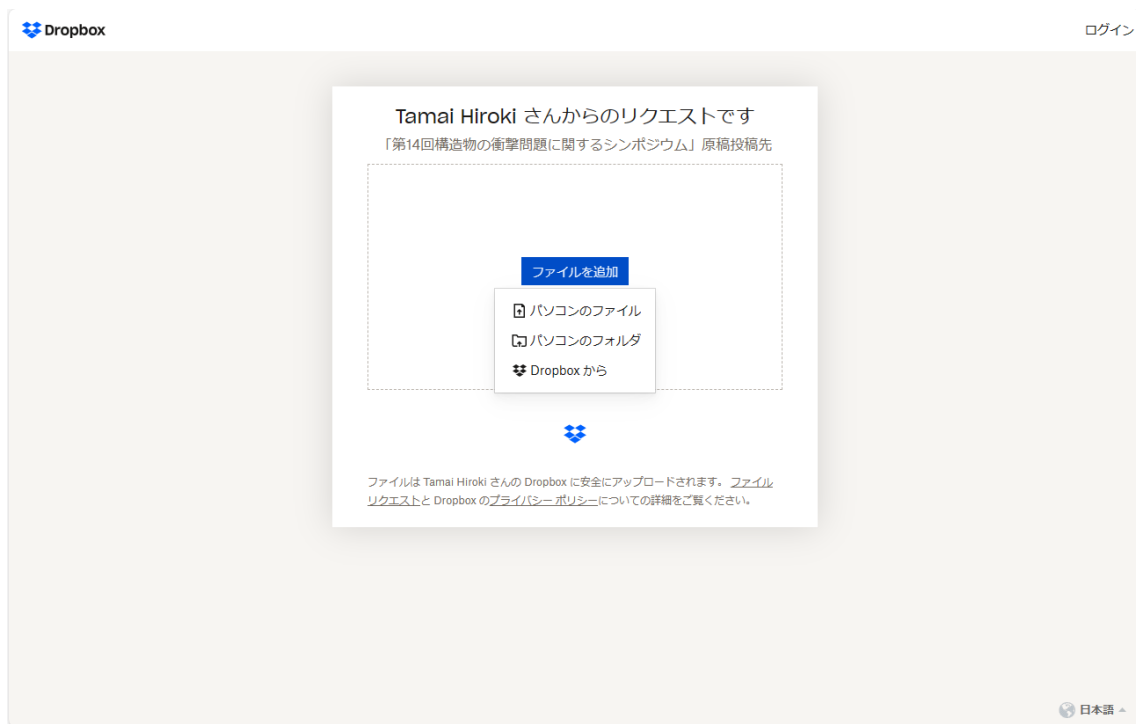 Dropbox
ログイン
Tamai Hiroki さんからのリクエストです
「第14回構造物の衝撃問題に関するシンポジウム」原稿投稿先
ファイルを追加
パソコンのファイル
パソコンのフォルダ
Dropbox から
ファイルは Tamai Hiroki さんの Dropbox に安全にアップロードされます。 ファイル
リクエストと Dropbox のプライバシー ポリシーについての詳細をご覧ください。
日本語